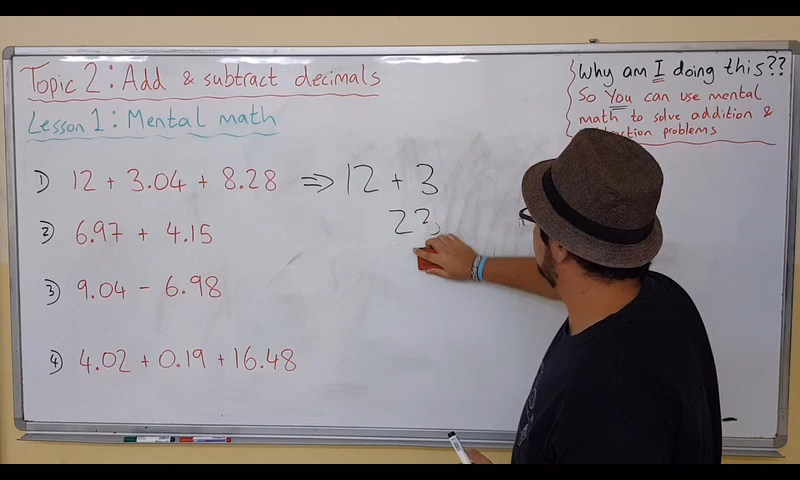 Topic 2: Add & subtract decimals
Lesson 1: Mental math
Why am I doing this??
So You can use mental
math to solve addition &
problems
1) 12 + 3.04 + 8.28 ⇒ 12 + 3
22
2) 6.97 + 4.15
3) 9.04 - 6.98
4) 4.02 + 0.19 + 16.48